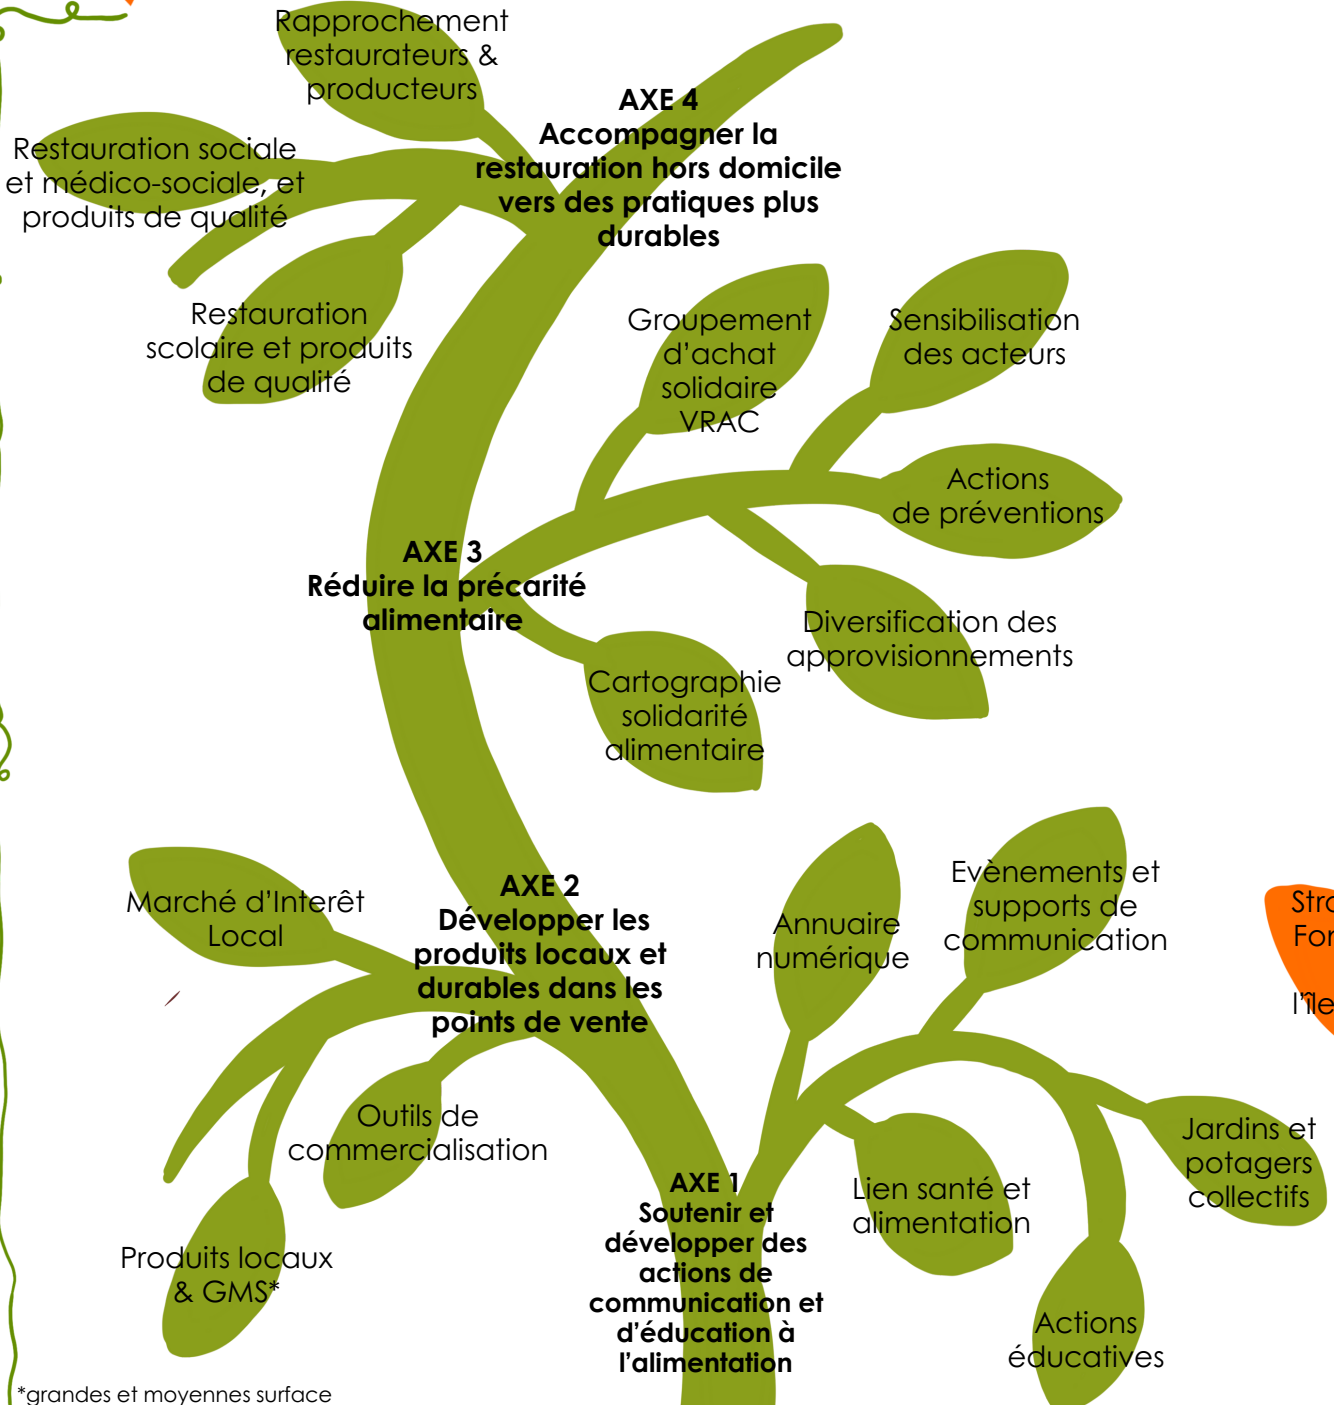 Rapprochement
restaurateurs &
producteurs
AXE 4
Accompagner la
restauration hors domicile
vers des pratiques plus
durables
Restauration sociale
et médico-sociale, et
produits de qualité
Restauration
scolaire et produits
de qualité
Groupement
d'achat
solidaire
VRAC
Sensibilisation
des acteurs
Actions
de préventions
AXE 3
Réduire la précarité
alimentaire
Diversification des
approvisionnements
Cartographie
solidarité
alimentaire
AXE 2
Développer les
produits locaux et
durables dans les
points de vente
Marché d'Interêt
Local
Annuaire
numérique
Evènements et
supports de
communication
l'île
Outils de
commercialisation
Jardins et
potagers
collectifs
AXE 1
Soutenir et
développer des
actions de
communication et
d'éducation à
l'alimentation
Lien santé et
alimentation
Produits locaux
& GMS*
Actions
éducatives
*grandes et moyennes surface